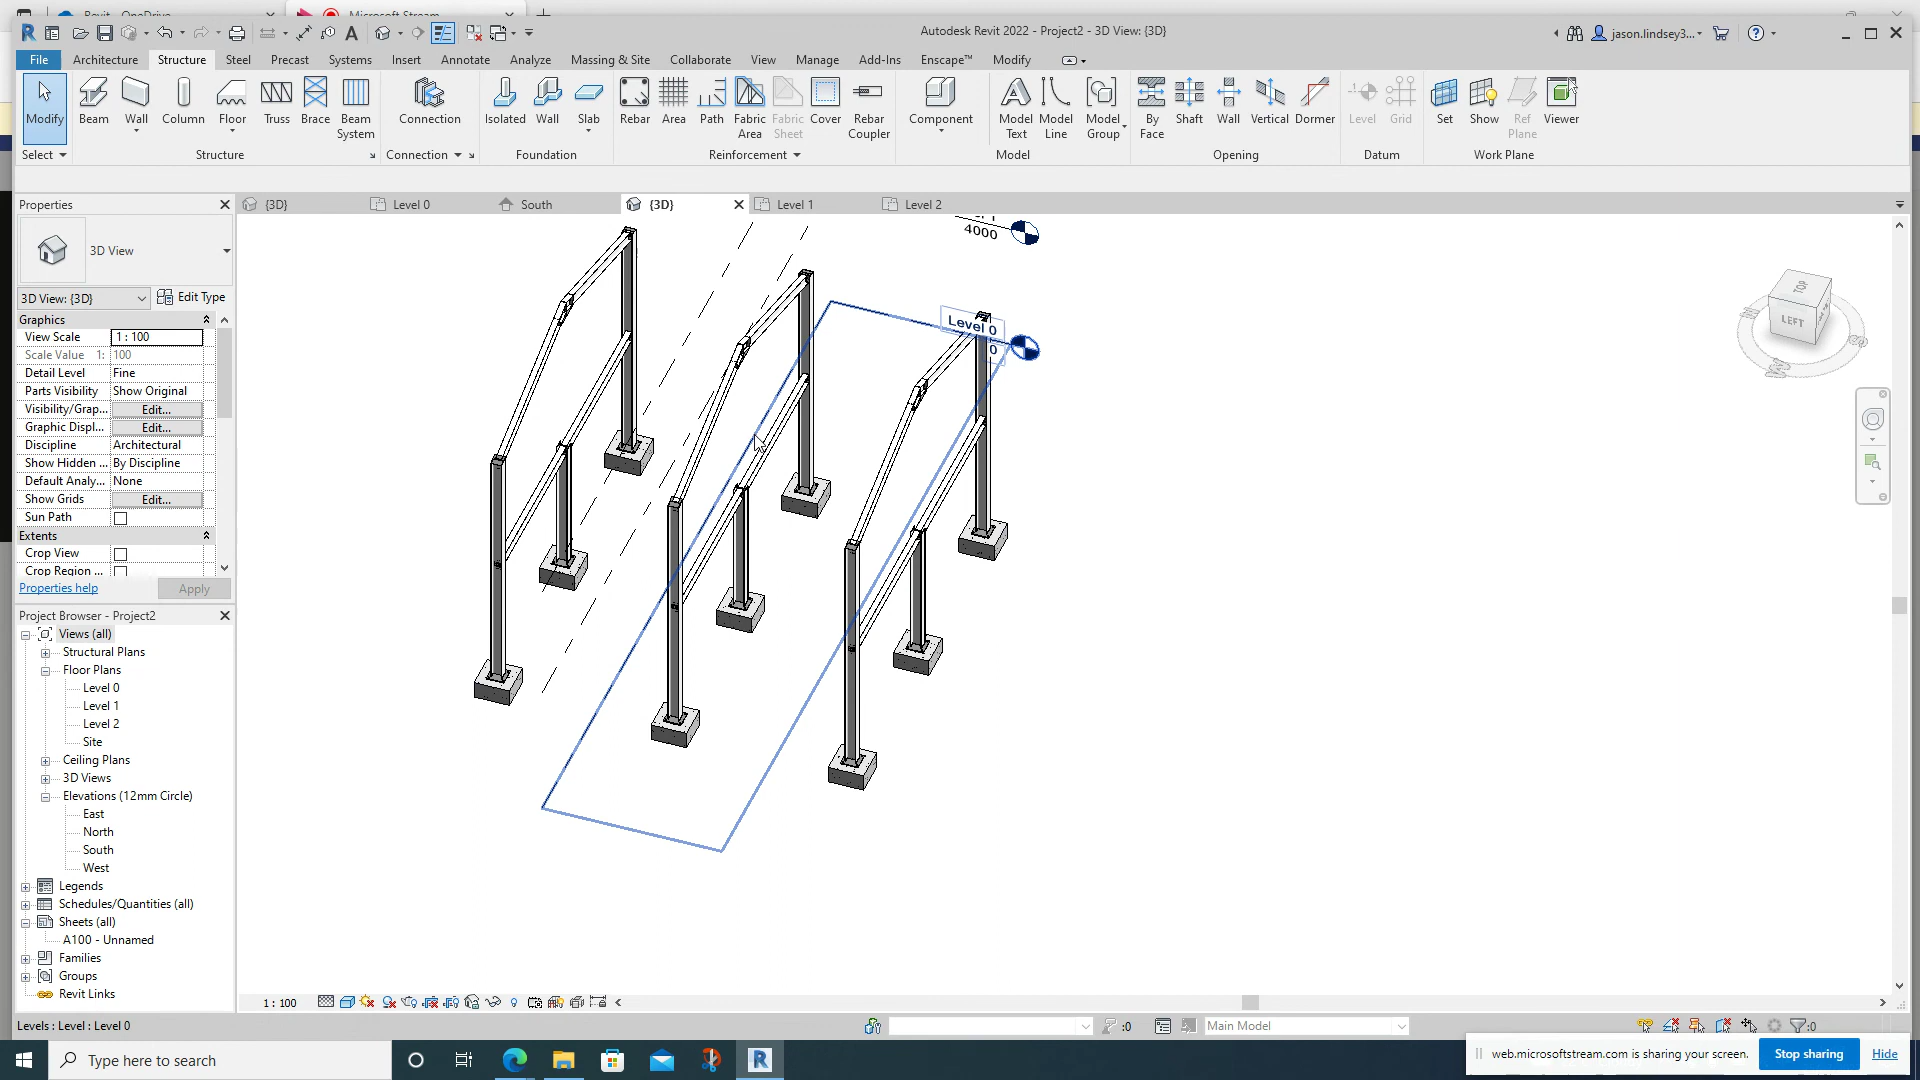 Autodesk Revit 2022 - Project2 - 3D View: {3D}
jason.lindsey3...
File Architecture Structure Steel Precast Systems Insert Annotate Analyze Massing & Site Collaborate View Manage Add-Ins Enscape™ Modify
Modify Beam Wall Column Floor Truss Brace Beam System Connection Isolated Wall Slab Rebar Area Path Fabric Area Fabric Sheet Cover Rebar Coupler Component Model Text Model Line Model Group By Face Shaft Wall Vertical Dormer Level Grid Set Show Ref Plane Viewer
Select Structure Connection Foundation Reinforcement Model Opening Datum Work Plane
Properties
{3D} Level 0 South {3D} Level 1 Level 2
3D View
3D View: {3D} Edit Type
Graphics
View Scale 1 : 100
Scale Value 1: 100
Detail Level Fine
Parts Visibility Show Original
Visibility/Grap... Edit...
Graphic Displ... Edit...
Discipline Architectural
Show Hidden ... By Discipline
Default Analy... None
Show Grids Edit...
Sun Path
Extents
Crop View
Crop Region ...
Properties help Apply
4000
Level 0
0
TOP
LEFT
Project Browser - Project2
Views (all)
Structural Plans
Floor Plans
Level 0
Level 1
Level 2
Site
Ceiling Plans
3D Views
Elevations (12mm Circle)
East
North
South
West
Legends
Schedules/Quantities (all)
Sheets (all)
A100 - Unnamed
Families
Groups
Revit Links
1 : 100
Levels : Level : Level 0
:0
Main Model
:0
Type here to search
web.microsoftstream.com is sharing your screen.
Stop sharing
Hide